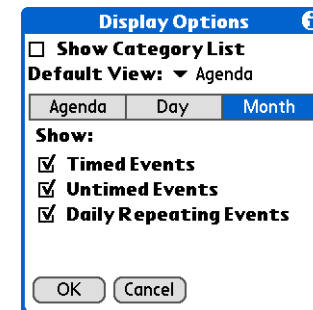 Display Options i
Show Category List
Default View: Agenda
Agenda Day Month
Show:
Timed Events
Untimed Events
Daily Repeating Events
OK Cancel